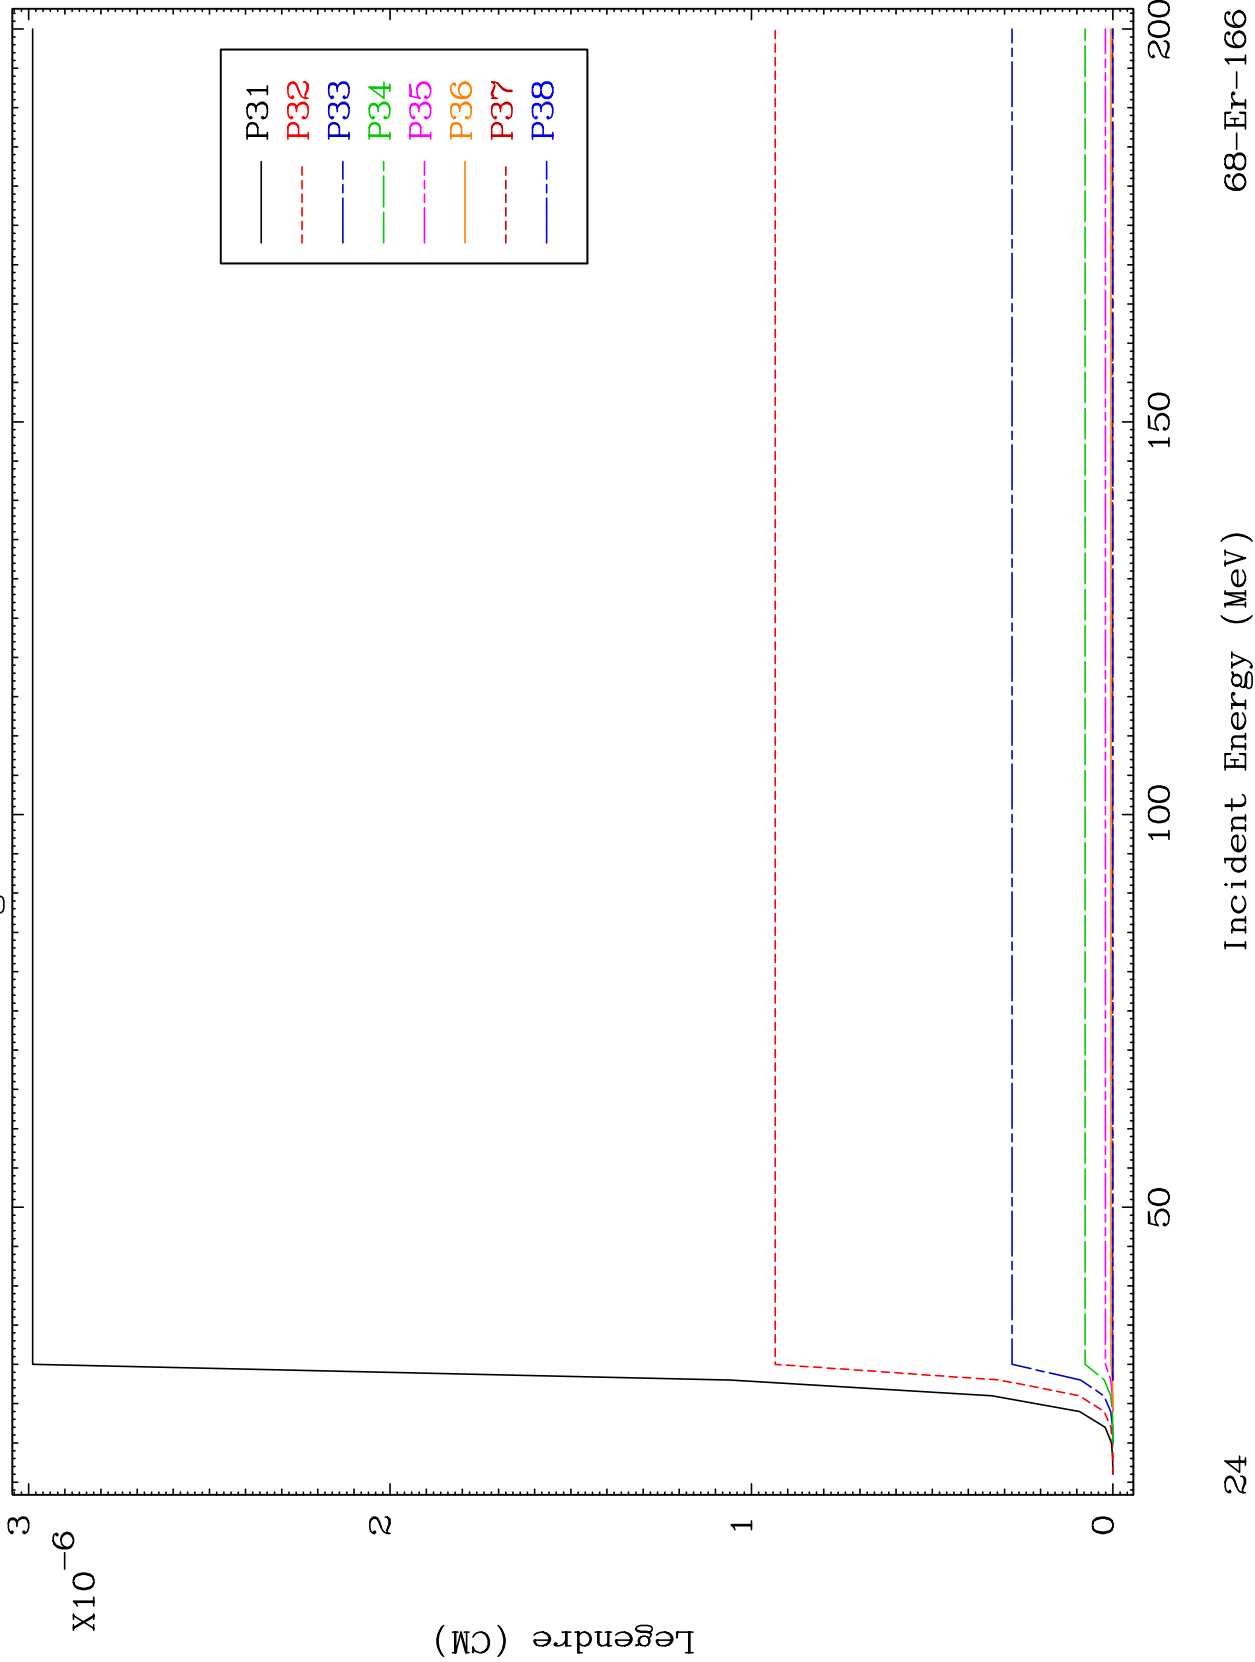 P31
P32
P33
P34
P35
P36
P37
P38
3
2
1
0
X10-6
Legendre (CM)
50
100
150
200
Incident Energy (MeV)
24
68-Er-166